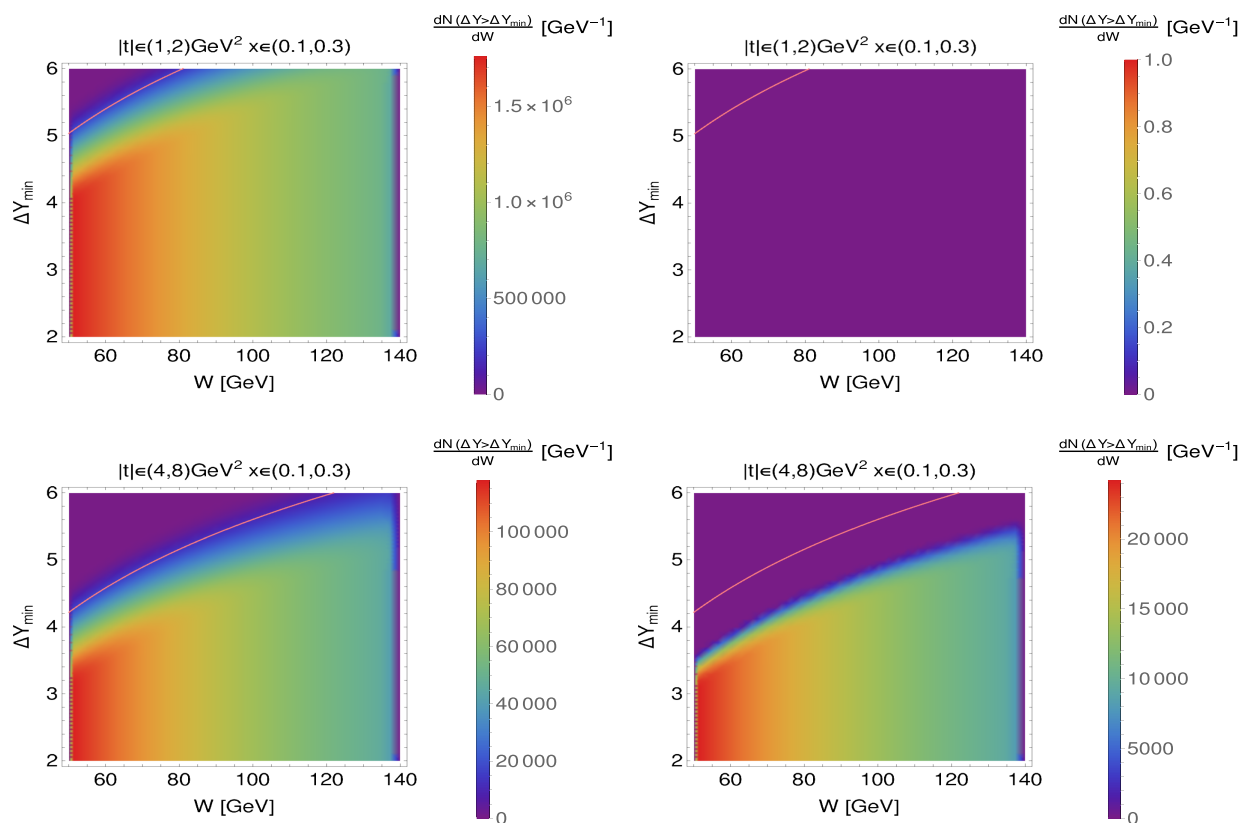 |t|∈(1,2)GeV² x∈(0.1,0.3)
dN(ΔY>ΔYmin)/dW [GeV⁻¹]
6
5
4
3
2
ΔYmin
60 80 100 120 140
W [GeV]
1.5×10⁶
1.0×10⁶
500 000
0
|t|∈(1,2)GeV² x∈(0.1,0.3)
dN(ΔY>ΔYmin)/dW [GeV⁻¹]
6
5
4
3
2
ΔYmin
60 80 100 120 140
W [GeV]
1.0
0.8
0.6
0.4
0.2
0
|t|∈(4,8)GeV² x∈(0.1,0.3)
dN(ΔY>ΔYmin)/dW [GeV⁻¹]
6
5
4
3
2
ΔYmin
60 80 100 120 140
W [GeV]
100 000
80 000
60 000
40 000
20 000
0
|t|∈(4,8)GeV² x∈(0.1,0.3)
dN(ΔY>ΔYmin)/dW [GeV⁻¹]
6
5
4
3
2
ΔYmin
60 80 100 120 140
W [GeV]
20 000
15 000
10 000
5000
0